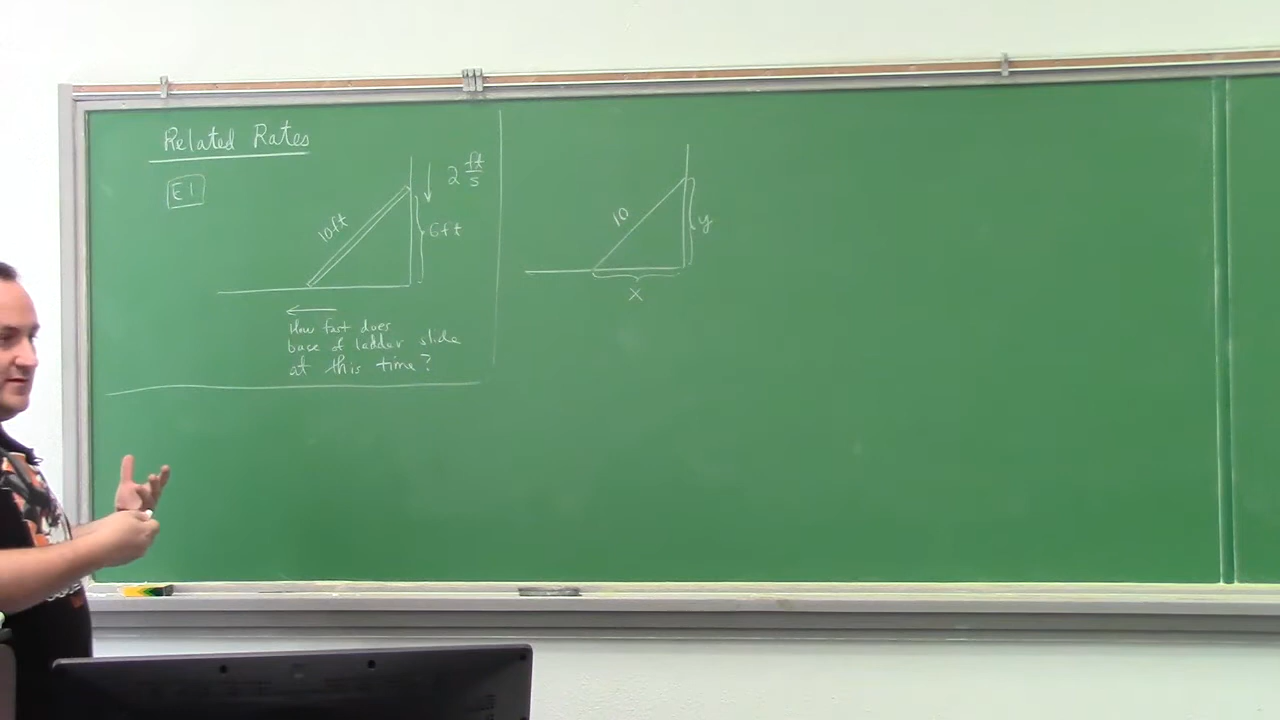 Related Rates
E1
2 ft/s
10ft
6ft
How fast does
base of ladder slide
at this time?
10
y
x